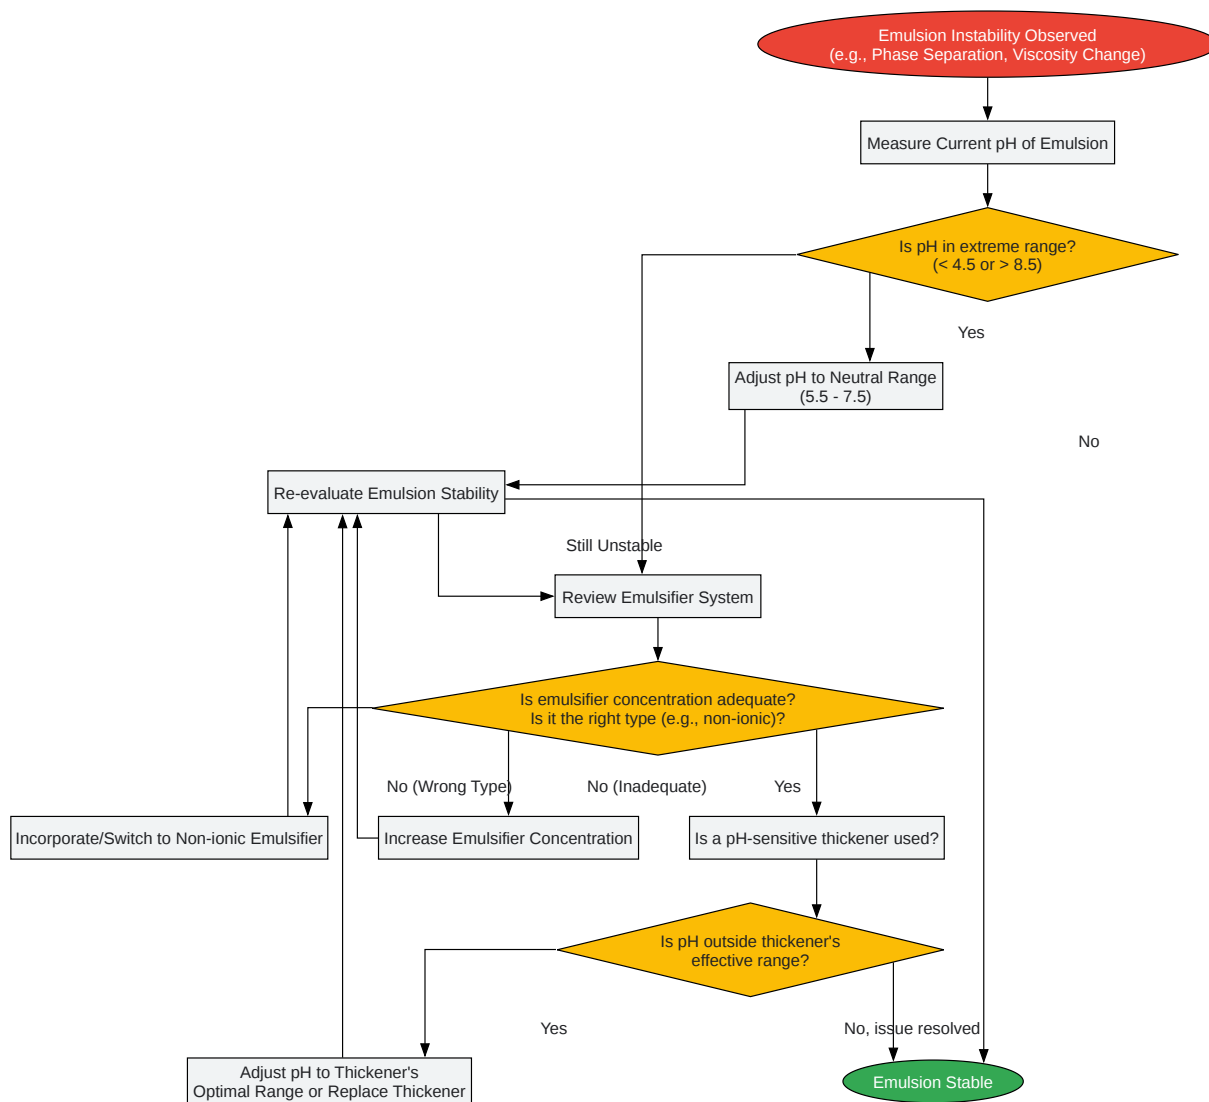 Emulsion Instability Observed
(e.g., Phase Separation, Viscosity Change)
Measure Current pH of Emulsion
Is pH in extreme range?
(< 4.5 or > 8.5)
Yes
Adjust pH to Neutral Range
(5.5 - 7.5)
No
Re-evaluate Emulsion Stability
Still Unstable
Review Emulsifier System
Is emulsifier concentration adequate?
Is it the right type (e.g., non-ionic)?
No (Wrong Type)
No (Inadequate)
Yes
Incorporate/Switch to Non-ionic Emulsifier
Increase Emulsifier Concentration
Is a pH-sensitive thickener used?
Is pH outside thickener's
effective range?
Yes
No, issue resolved
Adjust pH to Thickener's
Optimal Range or Replace Thickener
Emulsion Stable